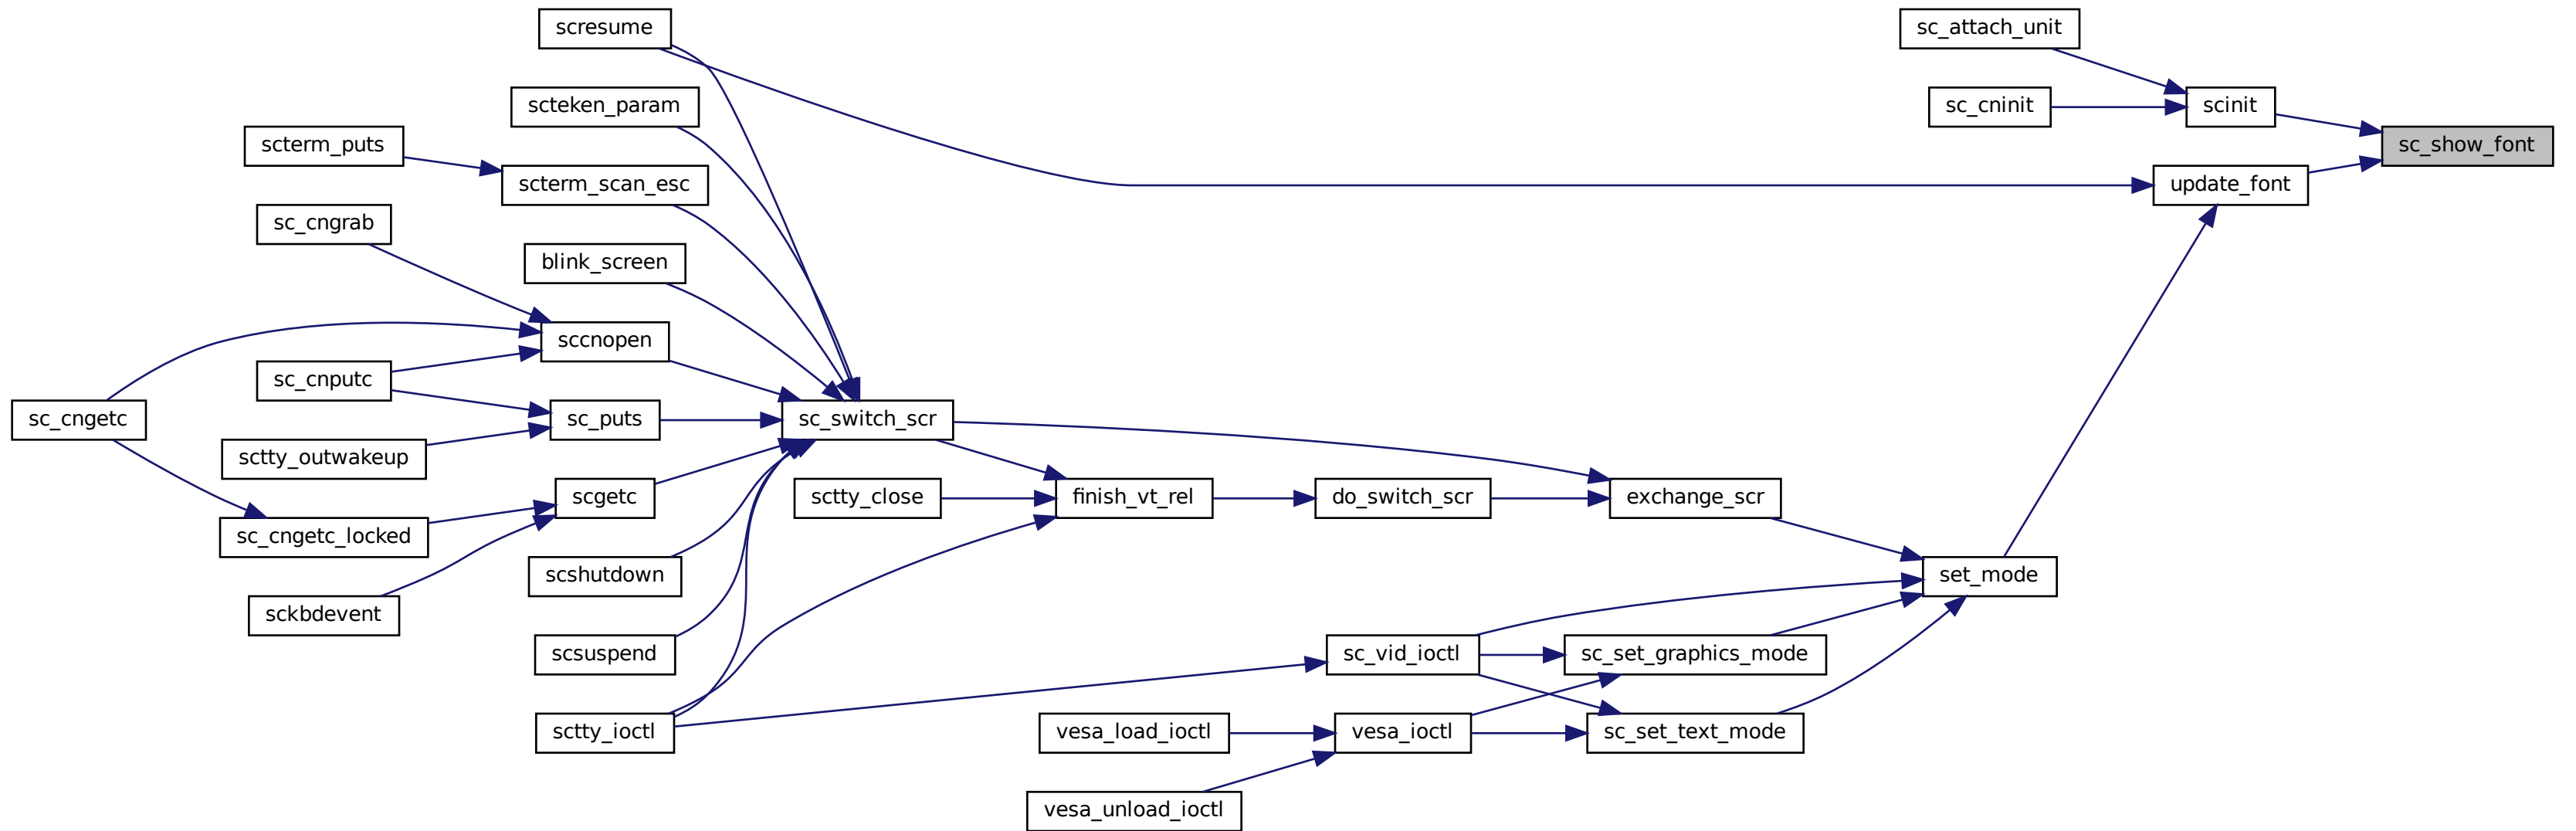 scresume
sc_attach_unit
scteken_param
sc_cninit
scinit
scterm_puts
sc_show_font
scterm_scan_esc
update_font
sc_cngrab
blink_screen
sccnopen
sc_cnputc
sc_cngetc
sc_puts
sc_switch_scr
sctty_outwakeup
scgetc
sctty_close
finish_vt_rel
do_switch_scr
exchange_scr
sc_cngetc_locked
scshutdown
set_mode
sckbdevent
scsuspend
sc_vid_ioctl
sc_set_graphics_mode
sctty_ioctl
vesa_load_ioctl
vesa_ioctl
sc_set_text_mode
vesa_unload_ioctl